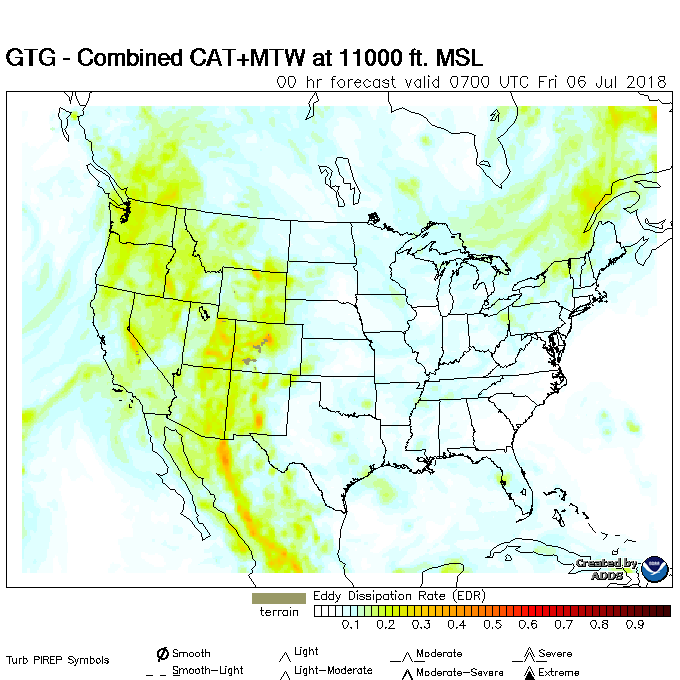 GTG - Combined CAT+MTW at 11000 ft. MSL
00 hr forecast valid 0700 UTC Fri 06 Jul 2018
Created by
ADDS
Eddy Dissipation Rate (EDR)
terrain
0.1 0.2 0.3 0.4 0.5 0.6 0.7 0.8 0.9
Turb PIREP Symbols
Smooth
Light
Moderate
Severe
Smooth-Light
Light-Moderate
Moderate-Severe
Extreme